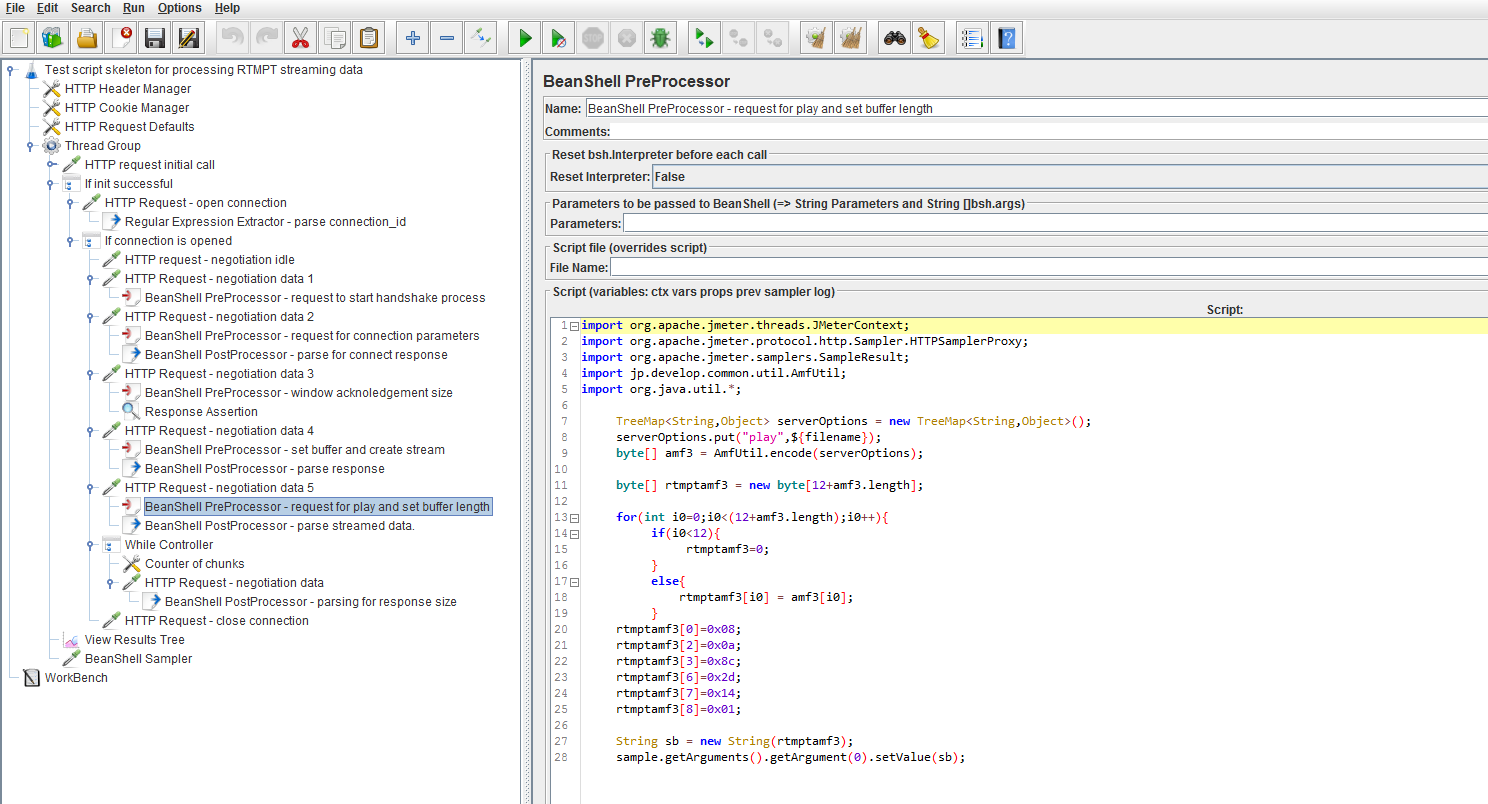 File Edit Search Run Options Help
Test script skeleton for processing RTMPT streaming data
HTTP Header Manager
HTTP Cookie Manager
HTTP Request Defaults
Thread Group
HTTP request initial call
If init successful
HTTP Request - open connection
Regular Expression Extractor - parse connection_id
If connection is opened
HTTP request - negotiation idle
HTTP Request - negotiation data 1
BeanShell PreProcessor - request to start handshake process
HTTP Request - negotiation data 2
BeanShell PreProcessor - request for connection parameters
BeanShell PostProcessor - parse for connect response
HTTP Request - negotiation data 3
BeanShell PreProcessor - window acknoledgement size
Response Assertion
HTTP Request - negotiation data 4
BeanShell PreProcessor - set buffer and create stream
BeanShell PostProcessor - parse response
HTTP Request - negotiation data 5
BeanShell PreProcessor - request for play and set buffer length
BeanShell PostProcessor - parse streamed data.
While Controller
Counter of chunks
HTTP Request - negotiation data
BeanShell PostProcessor - parsing for response size
HTTP Request - close connection
View Results Tree
BeanShell Sampler
WorkBench
BeanShell PreProcessor
Name: BeanShell PreProcessor - request for play and set buffer length
Comments:
Reset bsh.Interpreter before each call
Reset Interpreter: False
Parameters to be passed to BeanShell (=> String Parameters and String []bsh.args)
Parameters:
Script file (overrides script)
File Name:
Script (variables: ctx vars props prev sampler log)
Script:
1 import org.apache.jmeter.threads.JMeterContext;
2 import org.apache.jmeter.protocol.http.Sampler.HTTPSamplerProxy;
3 import org.apache.jmeter.samplers.SampleResult;
4 import jp.develop.common.util.AmfUtil;
5 import org.java.util.*;
6
7 TreeMap<String,Object> serverOptions = new TreeMap<String,Object>();
8 serverOptions.put("play",${filename});
9 byte[] amf3 = AmfUtil.encode(serverOptions);
10
11 byte[] rtmptamf3 = new byte[12+amf3.length];
12
13 for(int i0=0;i0<(12+amf3.length);i0++){
14 if(i0<12){
15 rtmptamf3=0;
16 }
17 else{
18 rtmptamf3[i0] = amf3[i0];
19 }
20 rtmptamf3[0]=0x08;
21 rtmptamf3[2]=0x0a;
22 rtmptamf3[3]=0x8c;
23 rtmptamf3[6]=0x2d;
24 rtmptamf3[7]=0x14;
25 rtmptamf3[8]=0x01;
26
27 String sb = new String(rtmptamf3);
28 sample.getArguments().getArgument(0).setValue(sb);